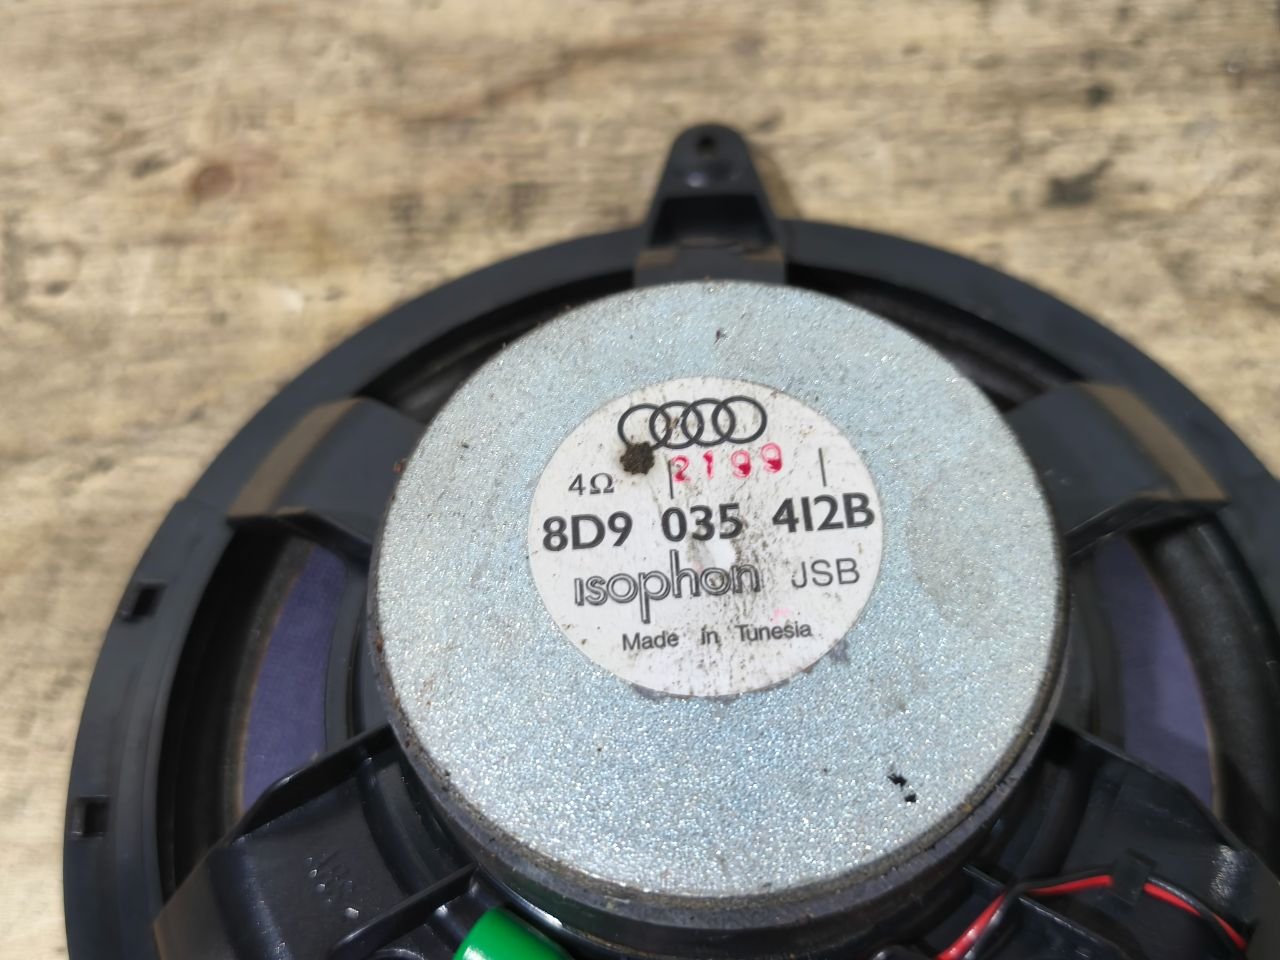 2199
4Ω
8D9 035 412B
isophon JSB
Made in Tunesia